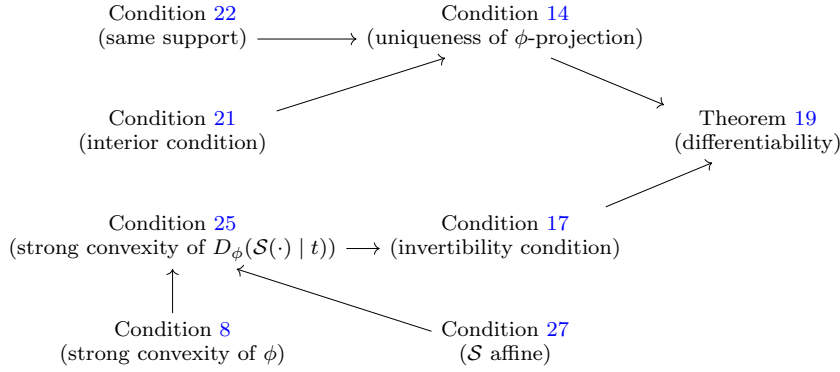 Condition 22
(same support)
Condition 14
(uniqueness of ϕ-projection)
Condition 21
(interior condition)
Theorem 19
(differentiability)
Condition 25
(strong convexity of D_ϕ(𝒮(·) | t))
Condition 17
(invertibility condition)
Condition 8
(strong convexity of ϕ)
Condition 27
(𝒮 affine)